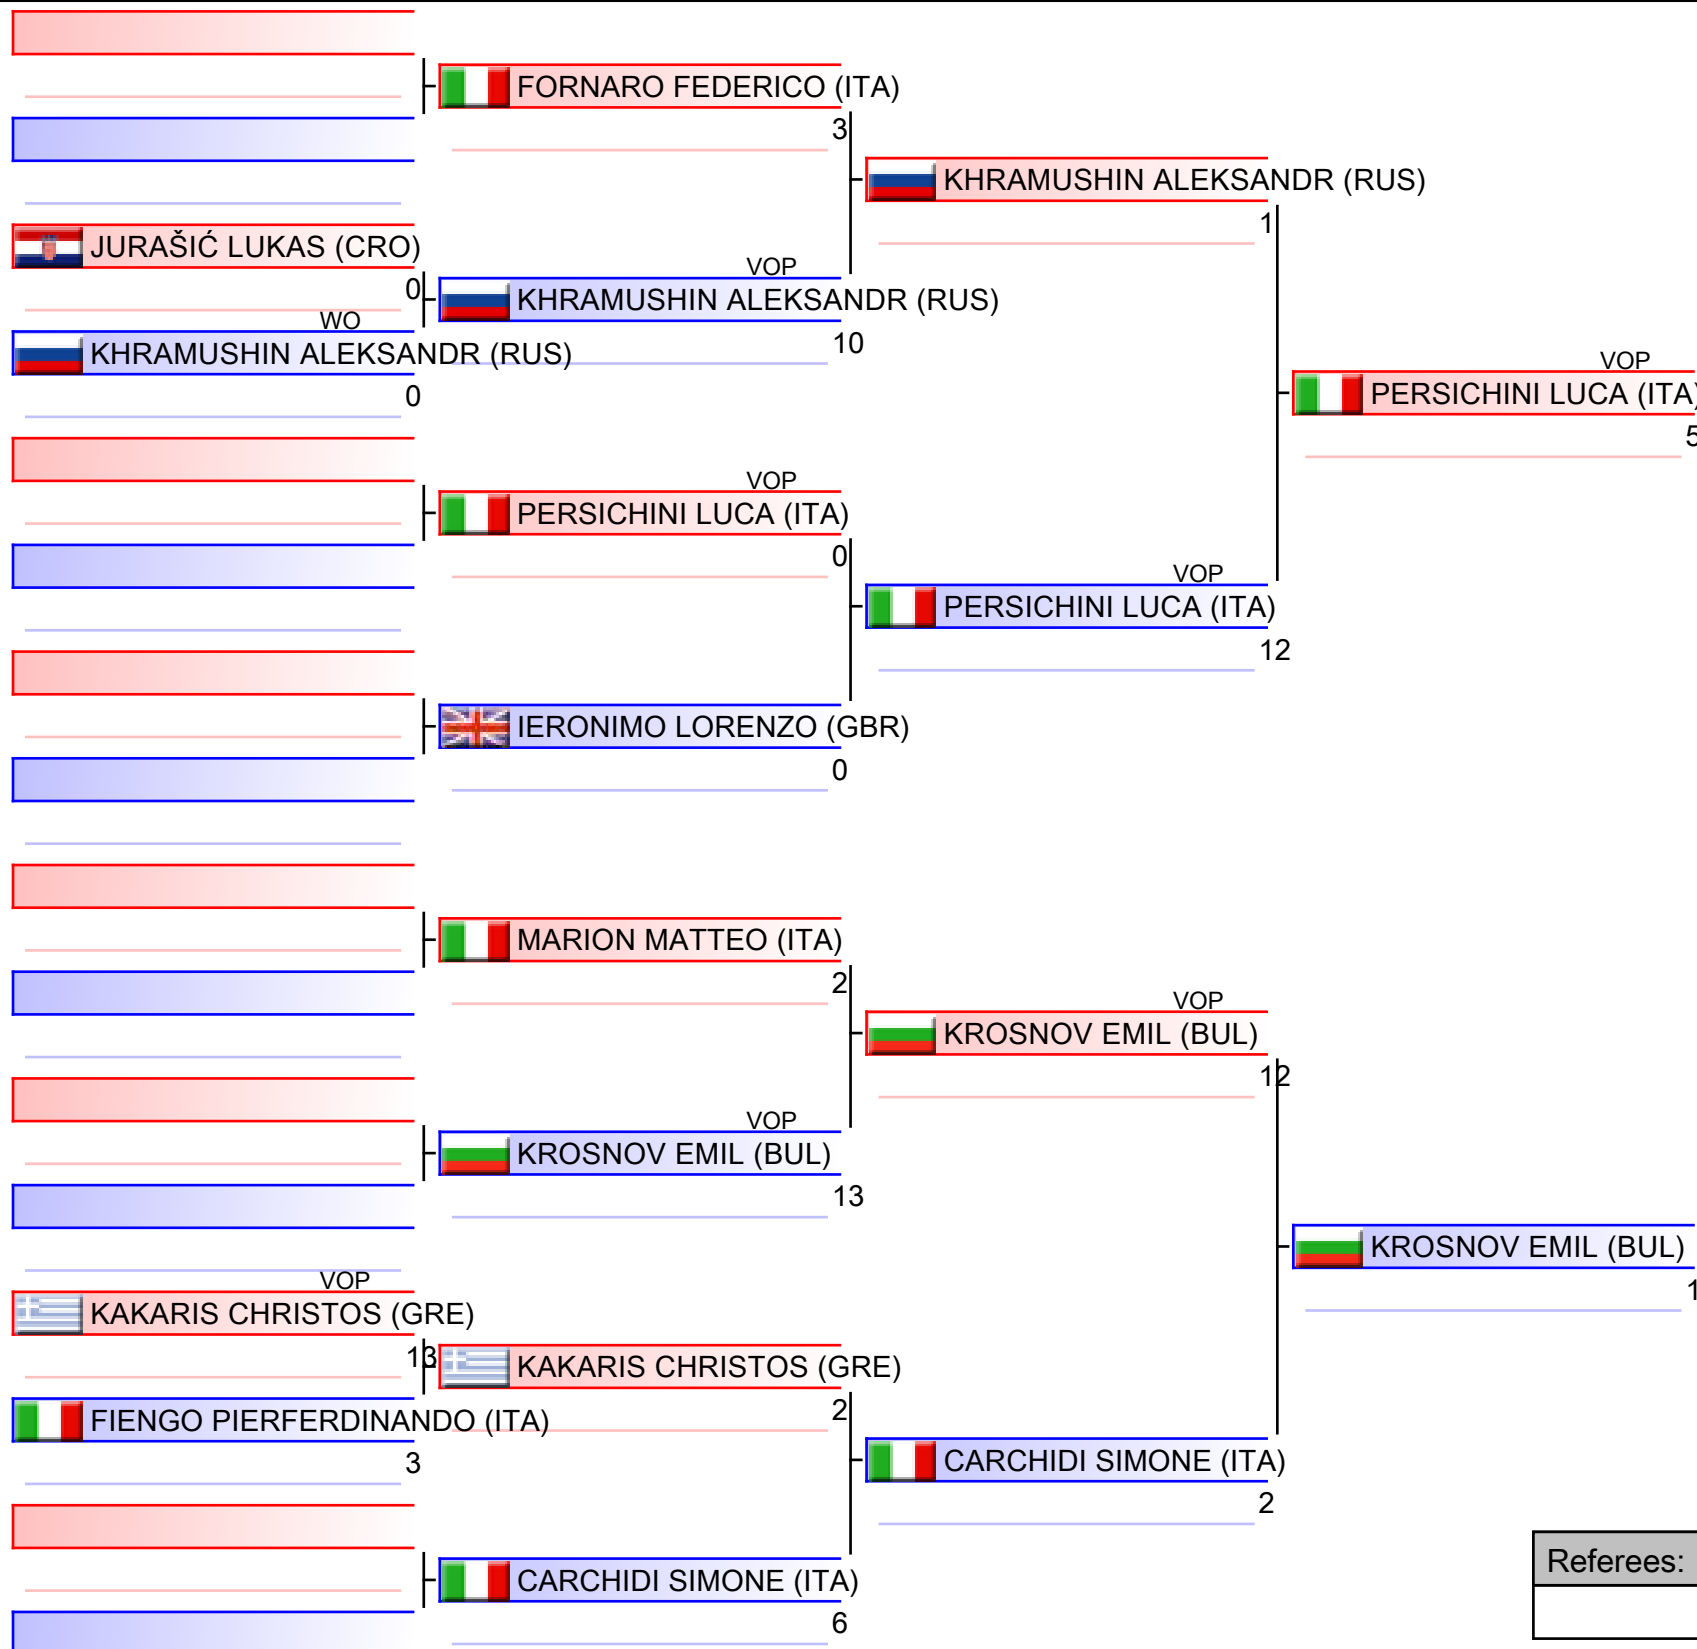 FORNARO FEDERICO (ITA)
3
KHRAMUSHIN ALEKSANDR (RUS)
1
JURAŠIĆ LUKAS (CRO)
0
VOP
KHRAMUSHIN ALEKSANDR (RUS)
10
WO
KHRAMUSHIN ALEKSANDR (RUS)
0
VOP
PERSICHINI LUCA (ITA)
5
VOP
PERSICHINI LUCA (ITA)
0
VOP
PERSICHINI LUCA (ITA)
12
IERONIMO LORENZO (GBR)
0
MARION MATTEO (ITA)
2
VOP
KROSNOV EMIL (BUL)
12
VOP
KROSNOV EMIL (BUL)
13
KROSNOV EMIL (BUL)
1
VOP
KAKARIS CHRISTOS (GRE)
13
KAKARIS CHRISTOS (GRE)
2
FIENGO PIERFERDINANDO (ITA)
3
CARCHIDI SIMONE (ITA)
2
CARCHIDI SIMONE (ITA)
6
Referees: